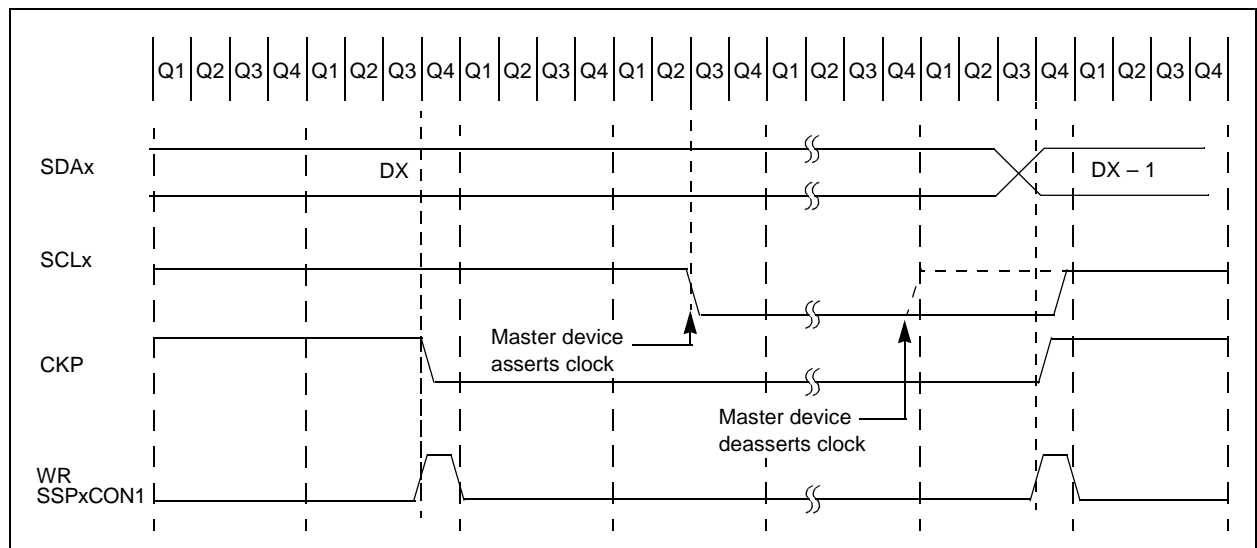 Q1 Q2 Q3 Q4 Q1 Q2 Q3 Q4 Q1 Q2 Q3 Q4 Q1 Q2 Q3 Q4 Q1 Q2 Q3 Q4 Q1 Q2 Q3 Q4 Q1 Q2 Q3 Q4
SDAx
DX
DX – 1
SCLx
Master device
asserts clock
CKP
Master device
deasserts clock
WR
SSPxCON1